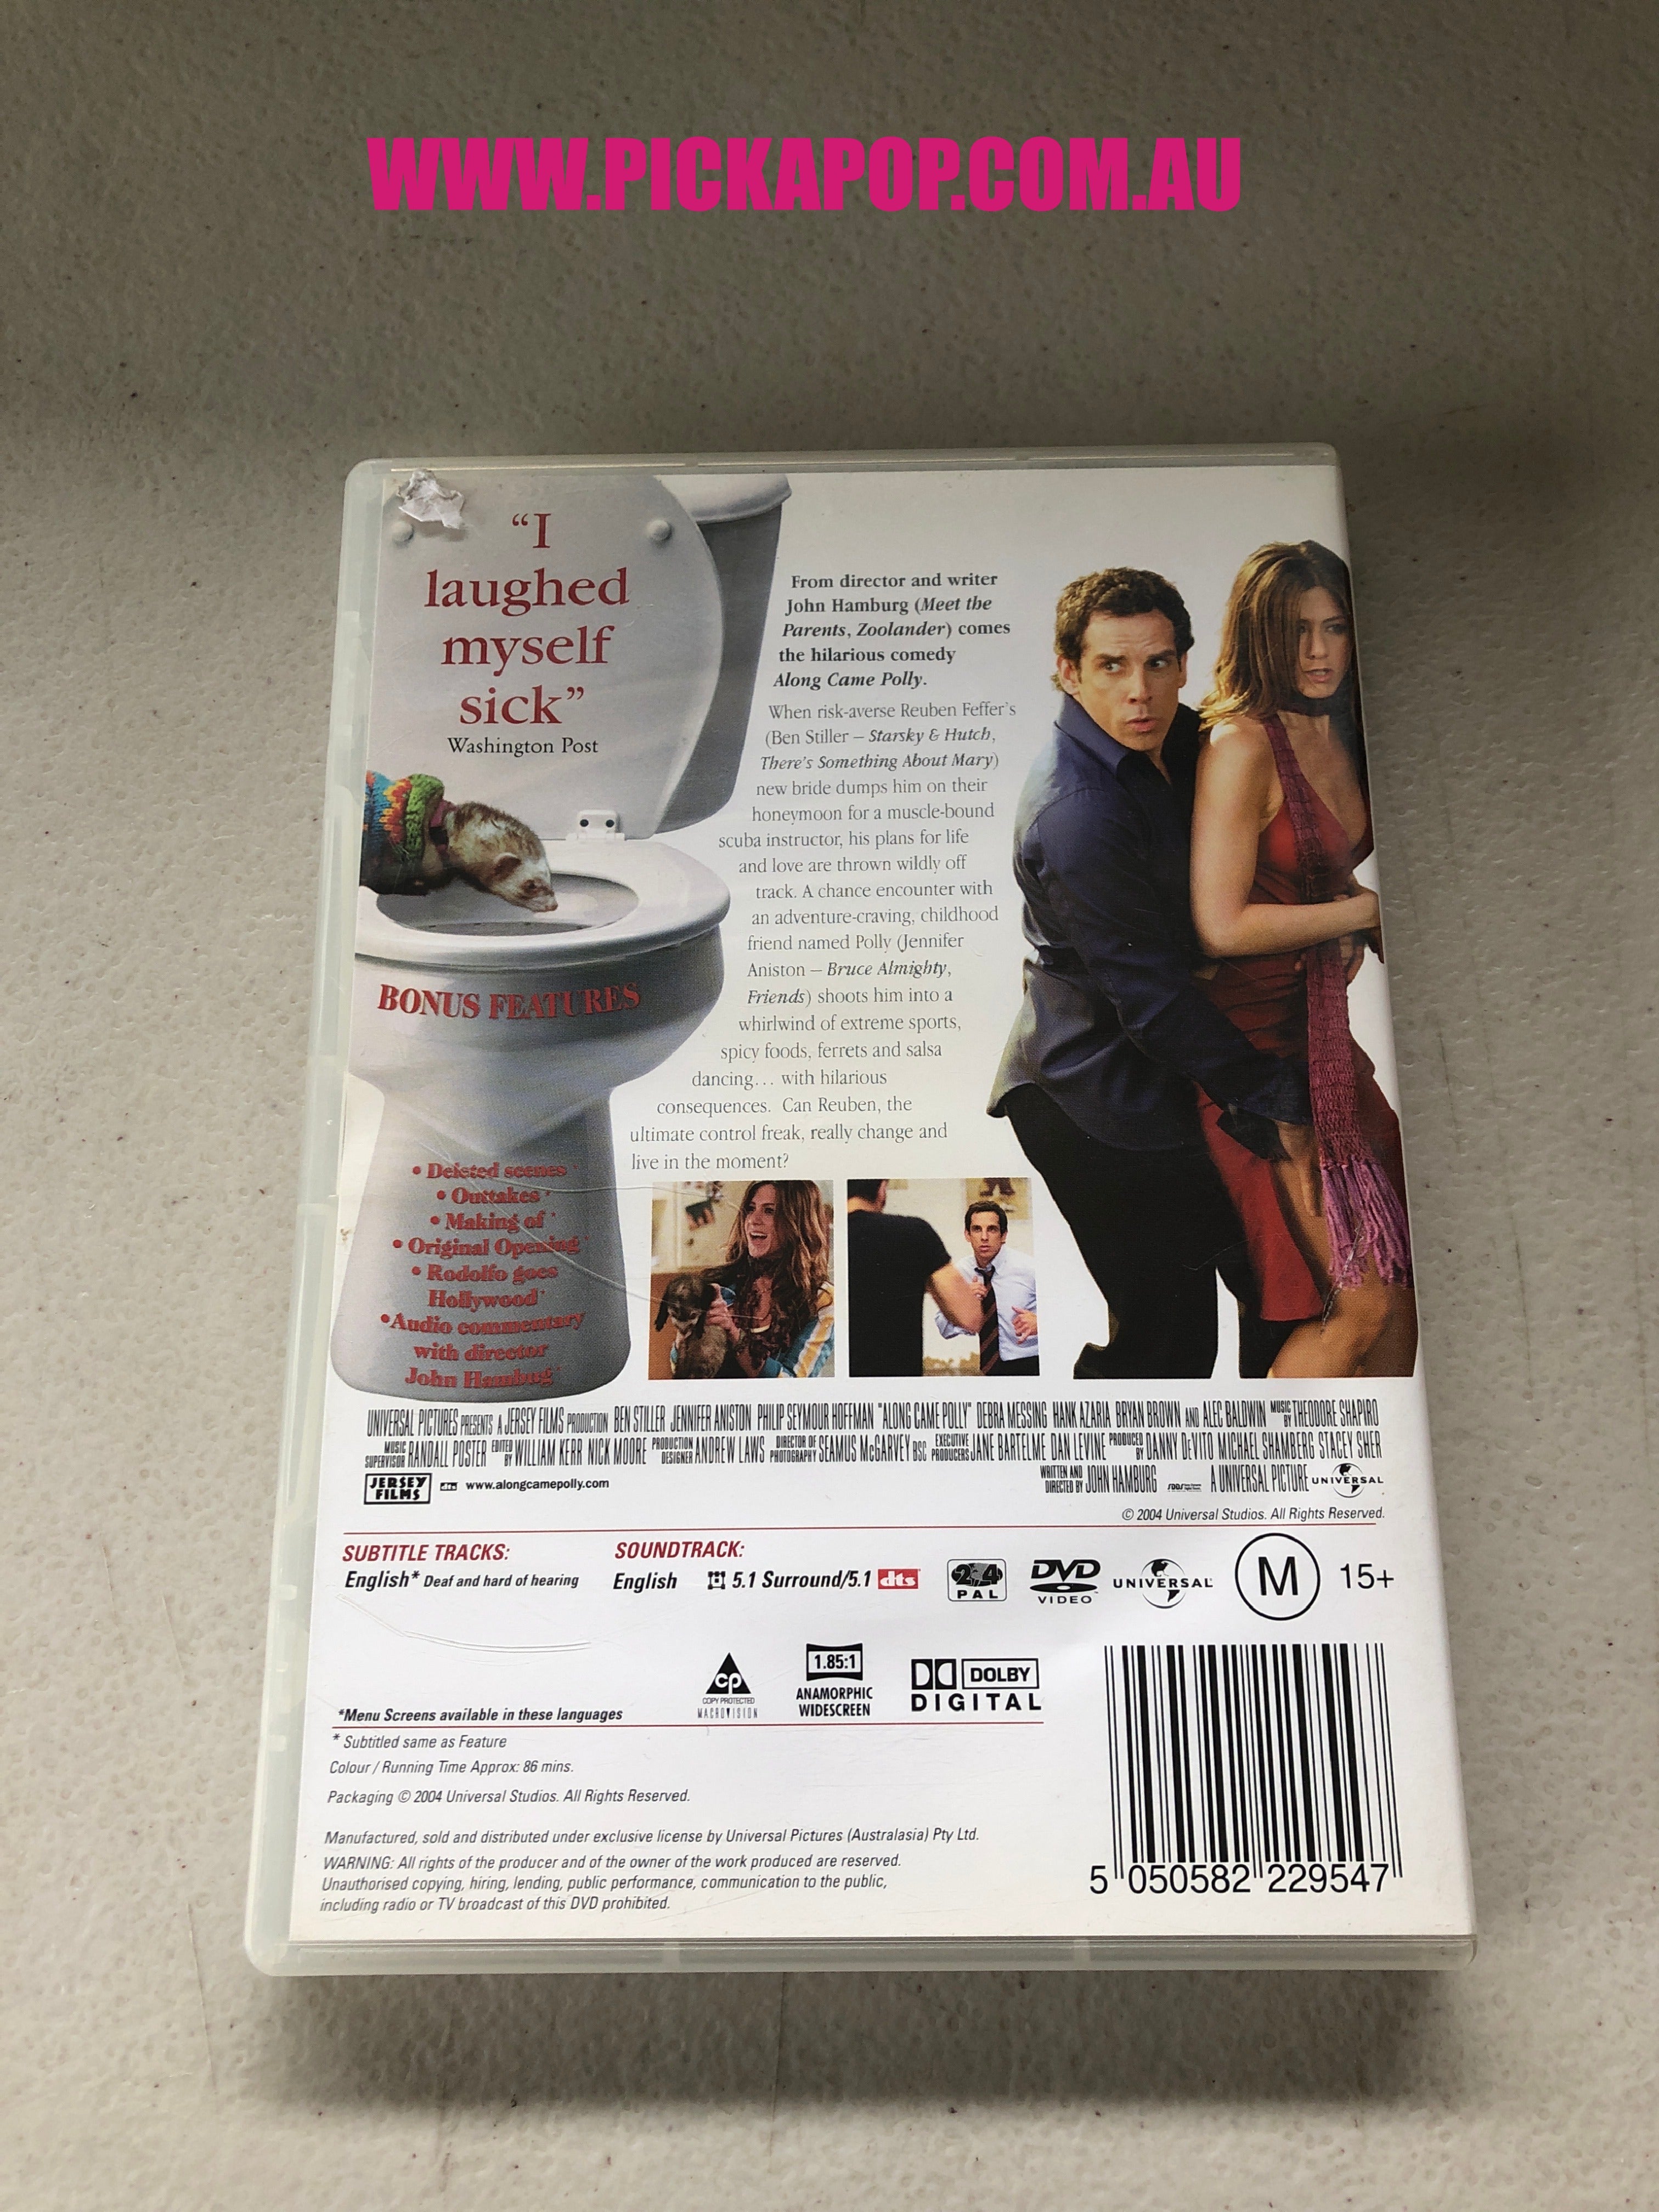 WWW.PICKAPOP.COM.AU
“I
laughed
myself
sick”
Washington Post
From director and writer
John Hamburg (Meet the
Parents, Zoolander) comes
the hilarious comedy
Along Came Polly.
When risk-averse Reuben Feffer's
(Ben Stiller – Starsky & Hutch,
There's Something About Mary)
new bride dumps him on their
honeymoon for a muscle-bound
scuba instructor, his plans for life
and love are thrown wildly off
track. A chance encounter with
an adventure-craving, childhood
friend named Polly (Jennifer
Aniston – Bruce Almighty,
Friends) shoots him into a
whirlwind of extreme sports,
spicy foods, ferrets and salsa
dancing... with hilarious
consequences. Can Reuben, the
ultimate control freak, really change and
live in the moment?
BONUS FEATURES
• Deleted scenes*
• Outtakes*
• Making of*
• Original Opening*
• Rodolfo goes
Hollywood*
• Audio commentary
with director
John Hambug*
UNIVERSAL PICTURES PRESENTS A JERSEY FILMS PRODUCTION BEN STILLER JENNIFER ANISTON PHILIP SEYMOUR HOFFMAN "ALONG CAME POLLY" DEBRA MESSING HANK AZARIA BRYAN BROWN AND ALEC BALDWIN MUSIC BY THEODORE SHAPIRO
MUSIC SUPERVISOR RANDALL POSTER EDITED BY WILLIAM KERR NICK MOORE PRODUCTION DESIGNER ANDREW LAWS DIRECTOR OF PHOTOGRAPHY SEAMUS McGARVEY BSC EXECUTIVE PRODUCERS JANE BARTELME DAN LEVINE PRODUCED BY DANNY DeVITO MICHAEL SHAMBERG STACEY SHER
JERSEY FILMS dts www.alongcamepolly.com WRITTEN AND DIRECTED BY JOHN HAMBURG SDDS A UNIVERSAL PICTURE UNIVERSAL
© 2004 Universal Studios. All Rights Reserved.
SUBTITLE TRACKS:
English* Deaf and hard of hearing
SOUNDTRACK:
English 5.1 Surround/5.1 dts
2 4 PAL
DVD VIDEO
UNIVERSAL
M 15+
cp COPY PROTECTED MACROVISION
1.85:1
ANAMORPHIC
WIDESCREEN
DOLBY
DIGITAL
*Menu Screens available in these languages
* Subtitled same as Feature
Colour / Running Time Approx: 86 mins.
Packaging © 2004 Universal Studios. All Rights Reserved.
Manufactured, sold and distributed under exclusive license by Universal Pictures (Australasia) Pty Ltd.
WARNING: All rights of the producer and of the owner of the work produced are reserved.
Unauthorised copying, hiring, lending, public performance, communication to the public,
including radio or TV broadcast of this DVD prohibited.
5 050582 229547